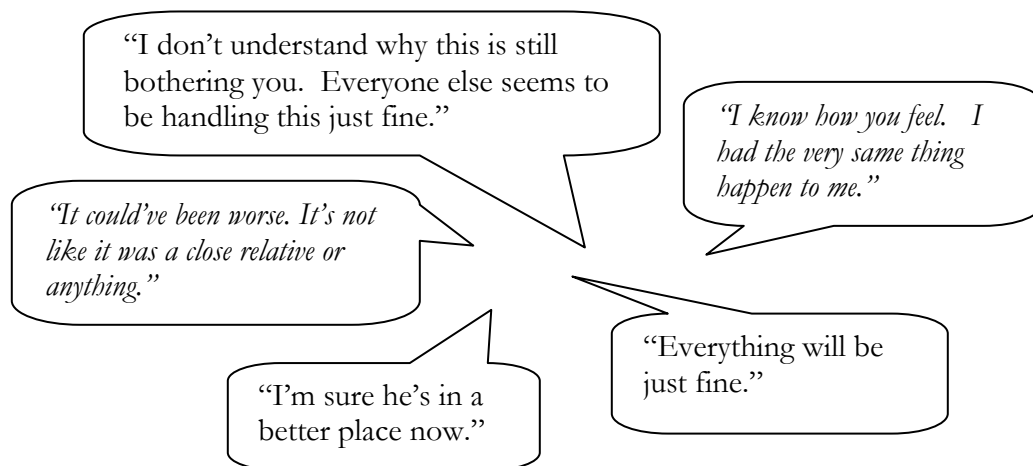 “I don’t understand why this is still
bothering you.  Everyone else seems to
be handling this just fine.”
“I know how you feel.   I
had the very same thing
happen to me.”
“It could’ve been worse. It’s not
like it was a close relative or
anything.”
“Everything will be
just fine.”
“I’m sure he’s in a
better place now.”